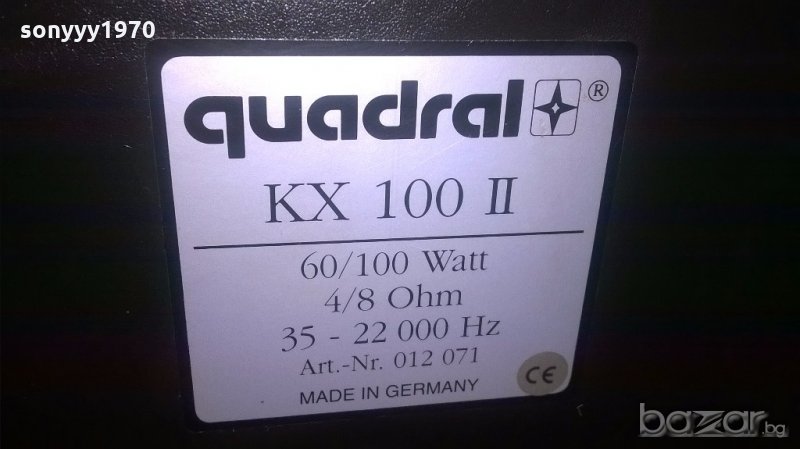 sonyyy1970
quadral ®
KX 100 II
60/100 Watt
4/8 Ohm
35 - 22 000 Hz
Art.-Nr. 012 071
MADE IN GERMANY
CE
bazar.bg